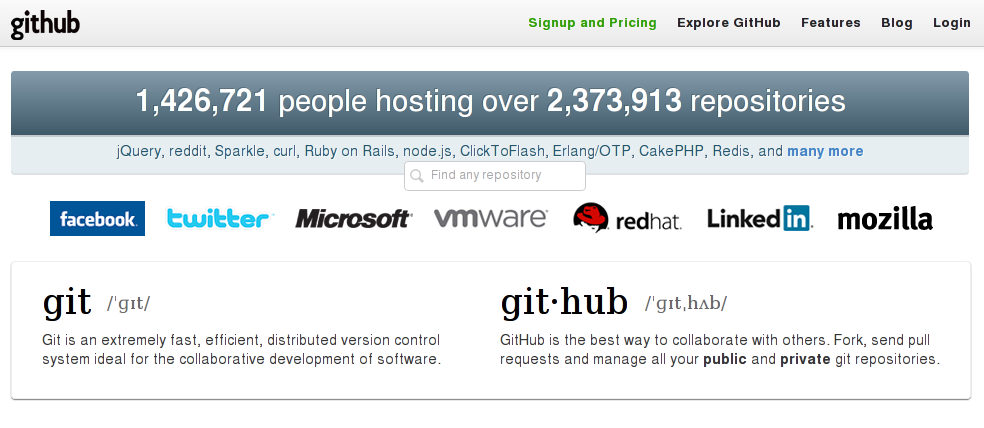 github
Signup and Pricing Explore GitHub Features Blog Login
1,426,721 people hosting over 2,373,913 repositories
jQuery, reddit, Sparkle, curl, Ruby on Rails, node.js, ClickToFlash, Erlang/OTP, CakePHP, Redis, and many more
Find any repository
facebook. twitter Microsoft vmware redhat. Linked in mozilla
git /ˈɡɪt/
Git is an extremely fast, efficient, distributed version control
system ideal for the collaborative development of software.
git·hub /ˈɡɪtˌhʌb/
GitHub is the best way to collaborate with others. Fork, send pull
requests and manage all your public and private git repositories.